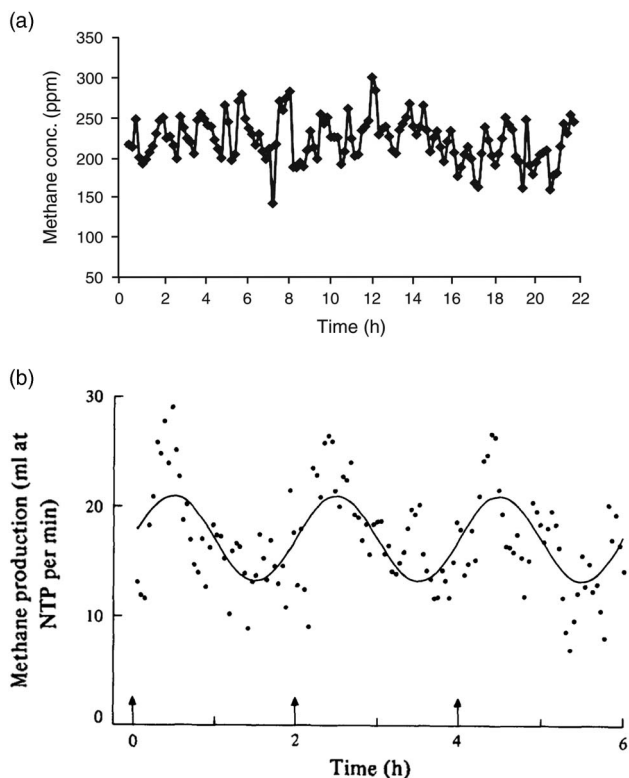 (a)
350
300
250
200
150
100
50
Methane conc. (ppm)
0 2 4 6 8 10 12 14 16 18 20 22
Time (h)
(b)
30
20
10
0
Methane production (ml at
NTP per min)
0 2 4 6
Time (h)